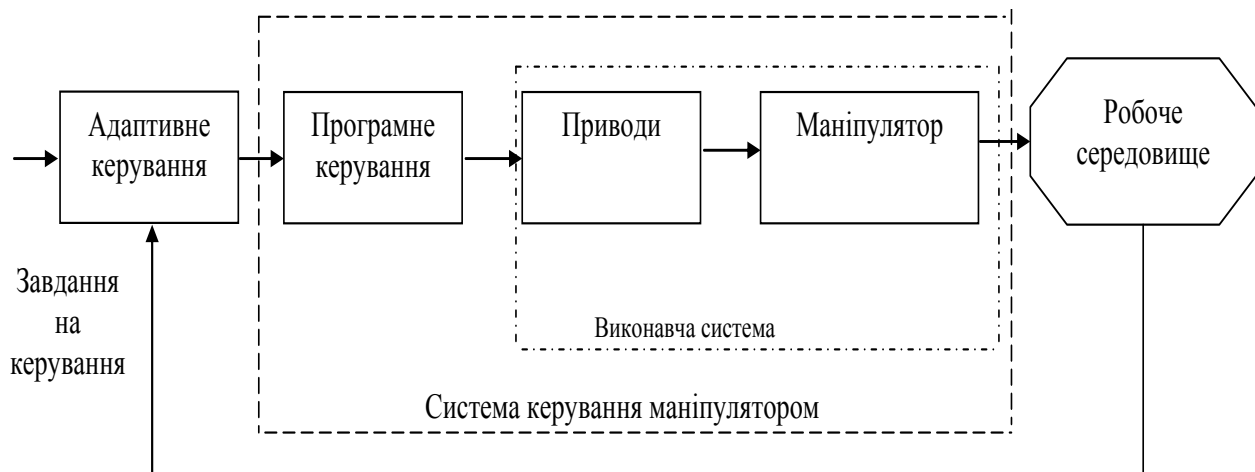 Адаптивне
керування
Програмне
керування
Приводи
Маніпулятор
Робоче
середовище
Завдання
на
керування
Виконавча система
Система керування маніпулятором